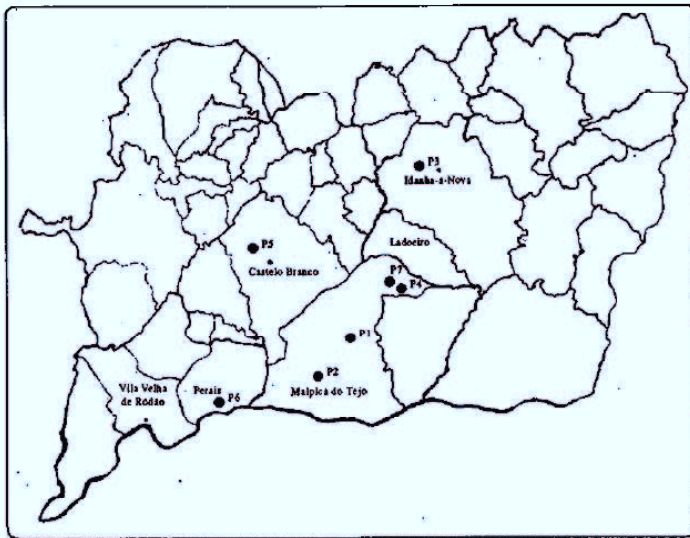 P3
Idanha-a-Nova
P5
Ladoeiro
Castelo Branco
P7
P4
P1
P2
Vila Velha
de Rodão
Perais
P6
Malpica do Tejo